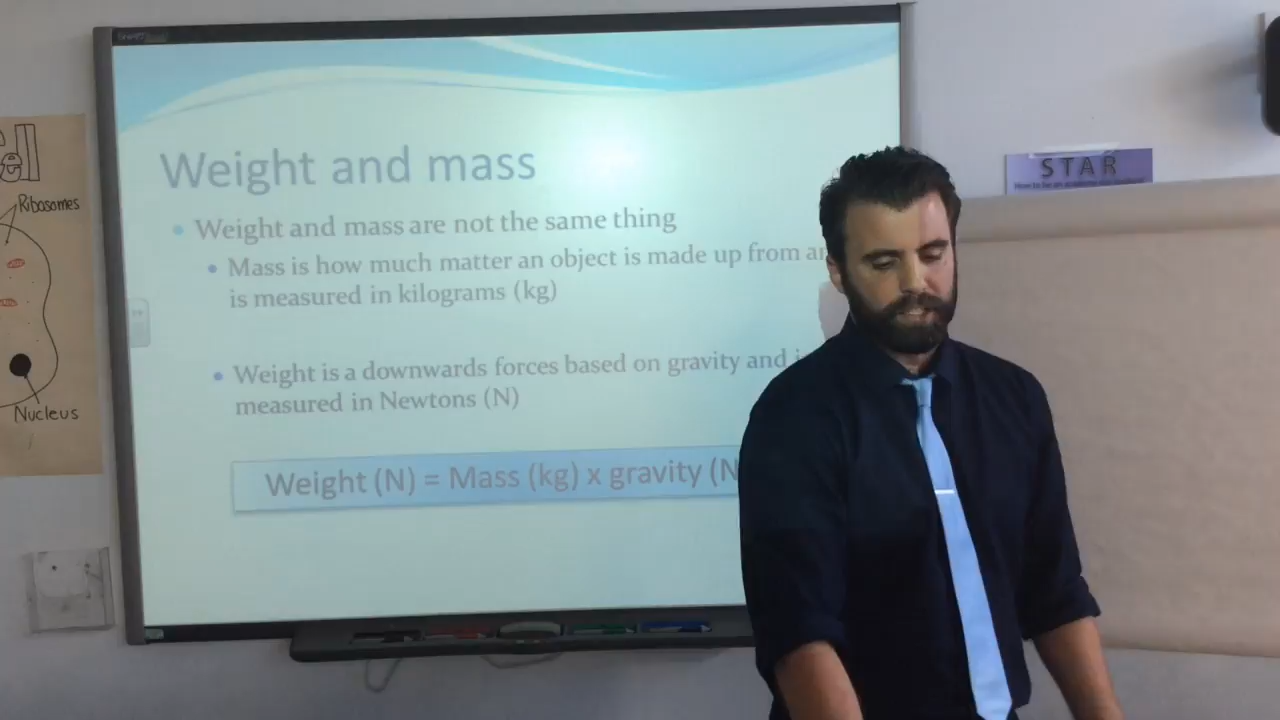 Weight and mass
Weight and mass are not the same thing
Mass is how much matter an object is made up from
is measured in kilograms (kg)
Weight is a downwards forces based on gravity and
measured in Newtons (N)
Weight (N) = Mass (kg) x gravity (N
Ribosomes
Nucleus
STAR